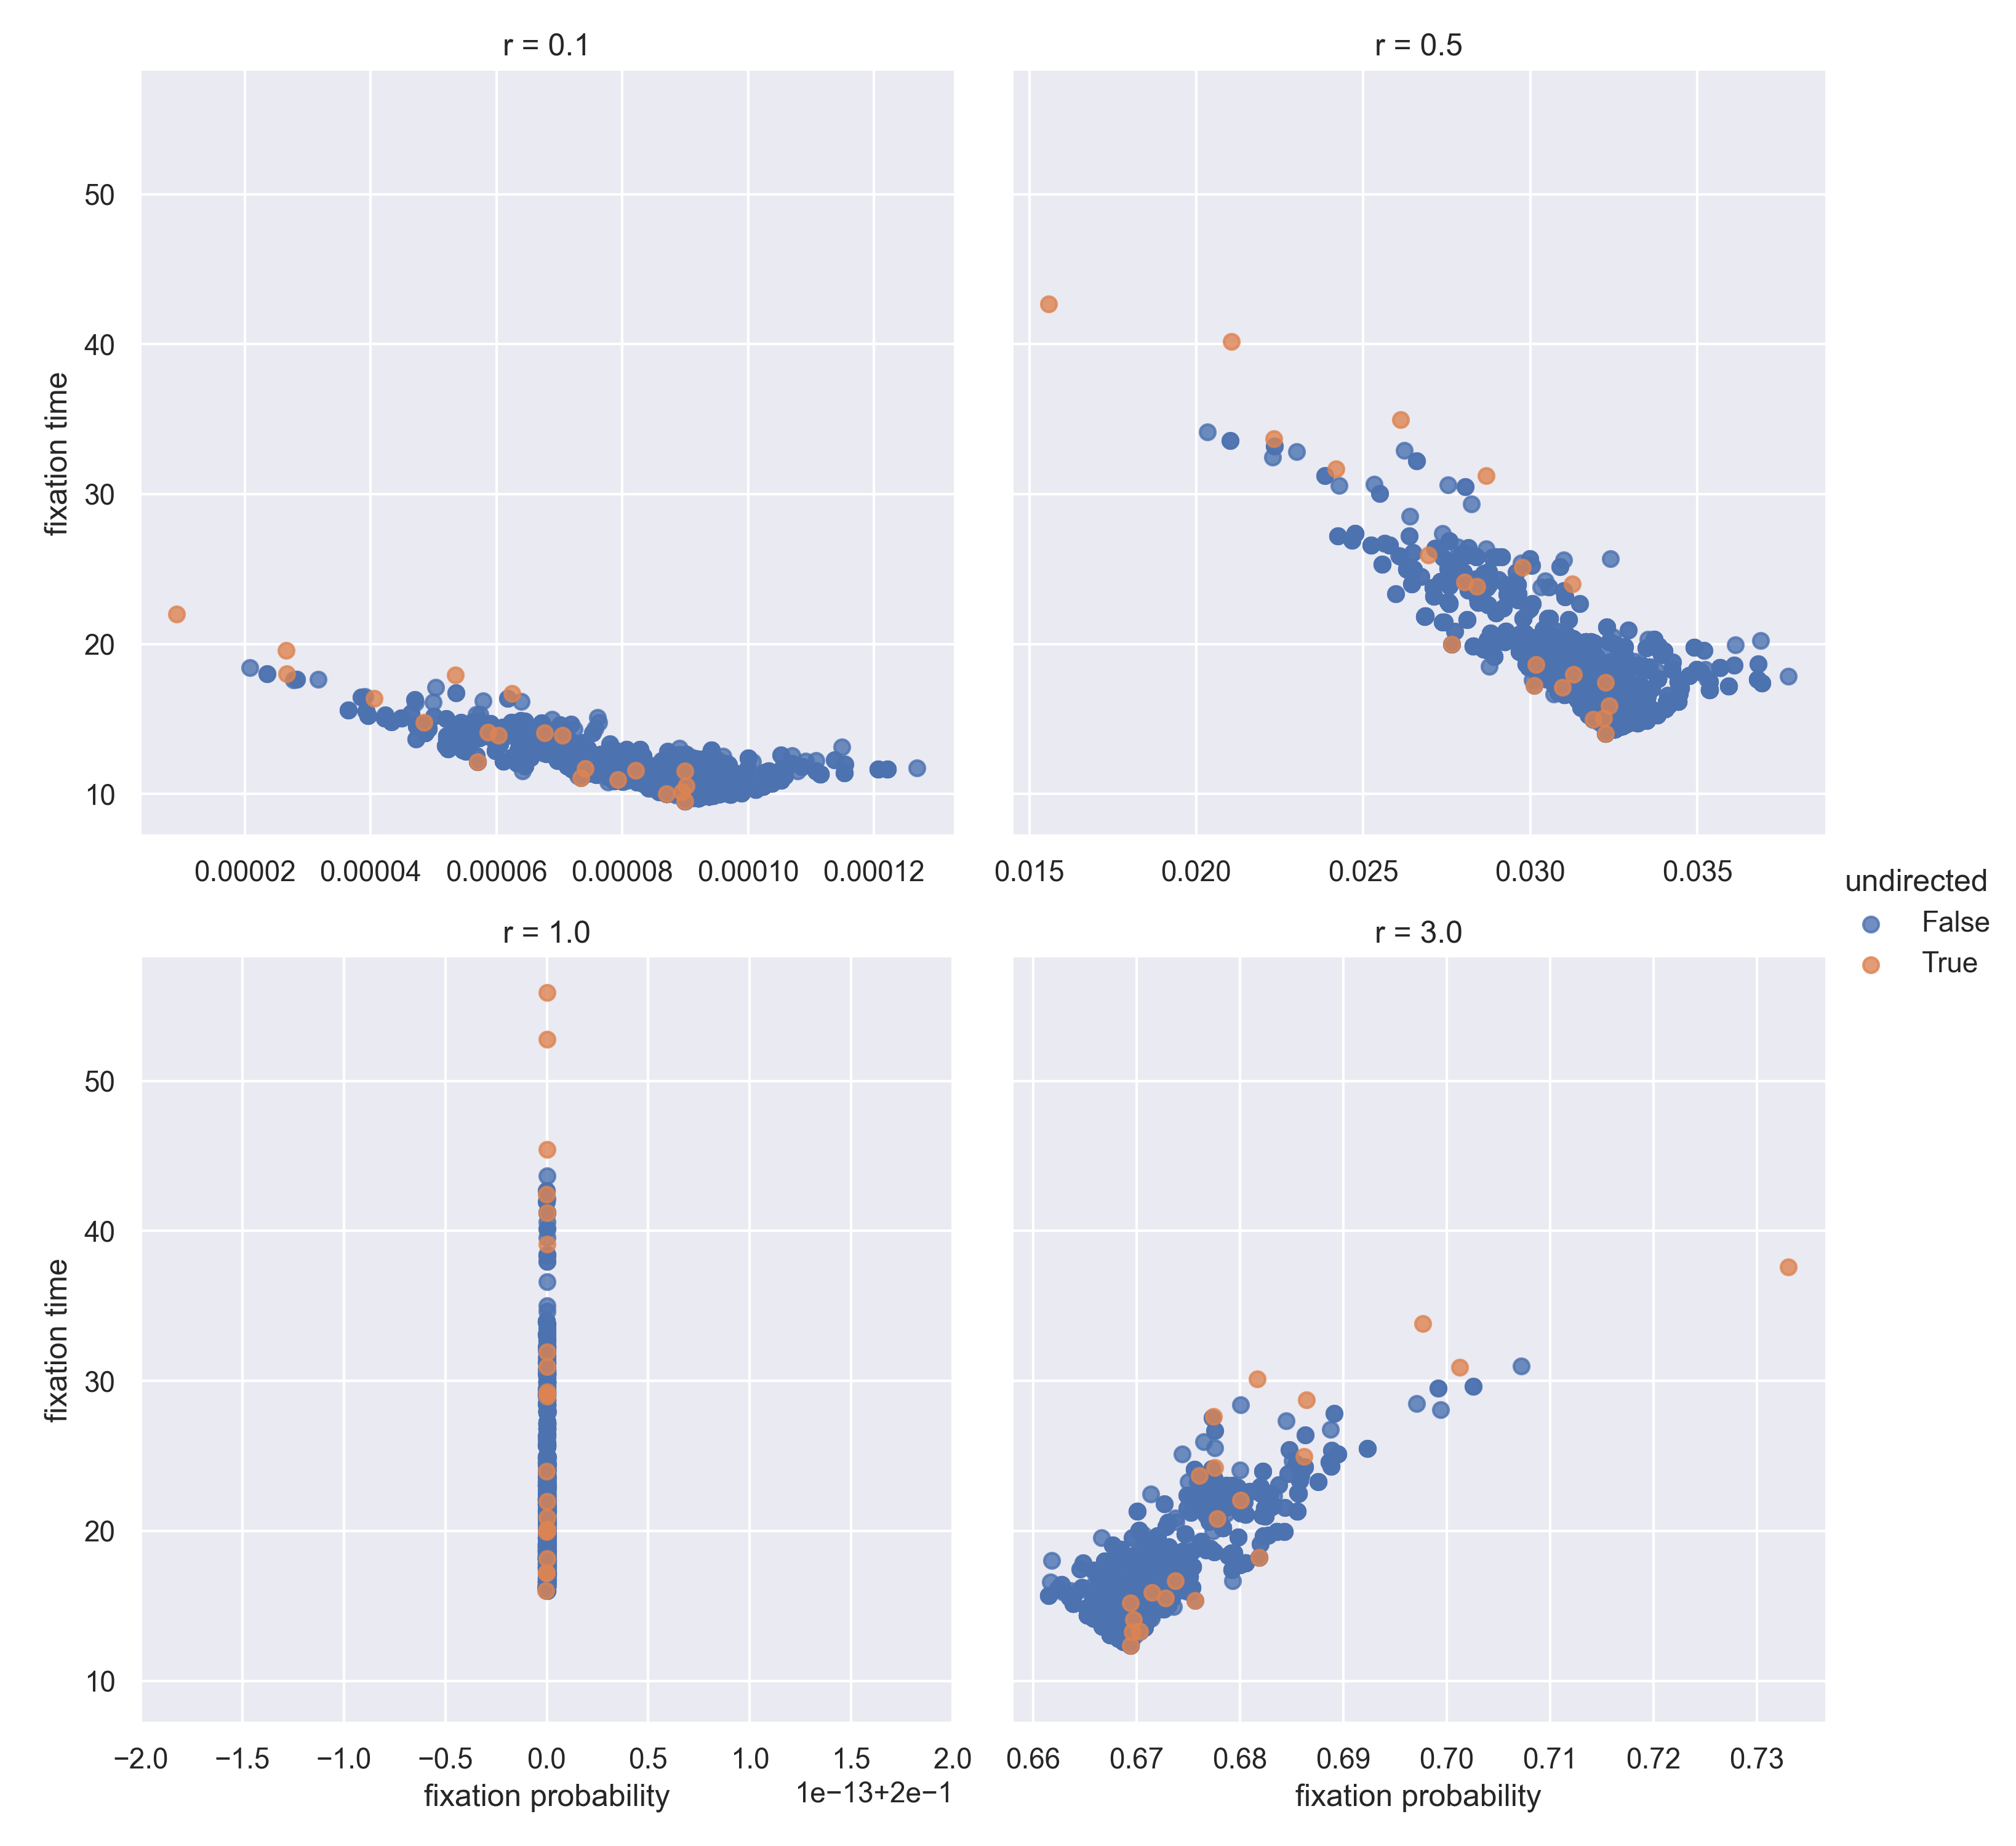 r = 0.1
r = 0.5
fixation time
50
40
30
20
10
0.00002 0.00004 0.00006 0.00008 0.00010 0.00012
0.015 0.020 0.025 0.030 0.035
undirected
False
True
r = 1.0
r = 3.0
fixation time
50
40
30
20
10
−2.0 −1.5 −1.0 −0.5 0.0 0.5 1.0 1.5 2.0
1e−13+2e−1
fixation probability
0.66 0.67 0.68 0.69 0.70 0.71 0.72 0.73
fixation probability